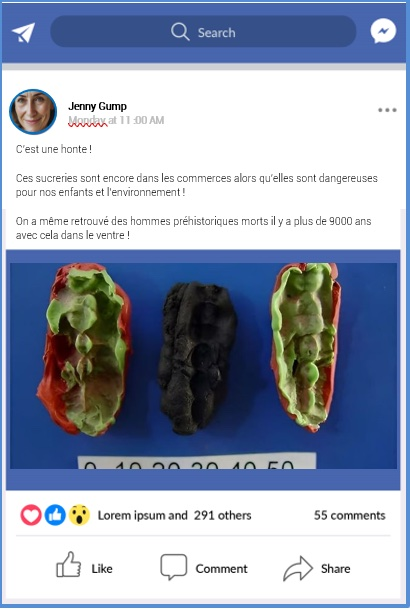 Search
Jenny Gump
Monday at 11 :00 AM
C'est une honte !
Ces sucreries sont encore dans les commerces alors qu'elles sont dangereuses
pour nos enfants et l'environnement !
On a même retrouvé des hommes préhistoriques morts il y a plus de 9000 ans
avec cela dans le ventre !
0 10 20 30 40 50
Lorem ipsum and 291 others
55 comments
Like
Comment
Share